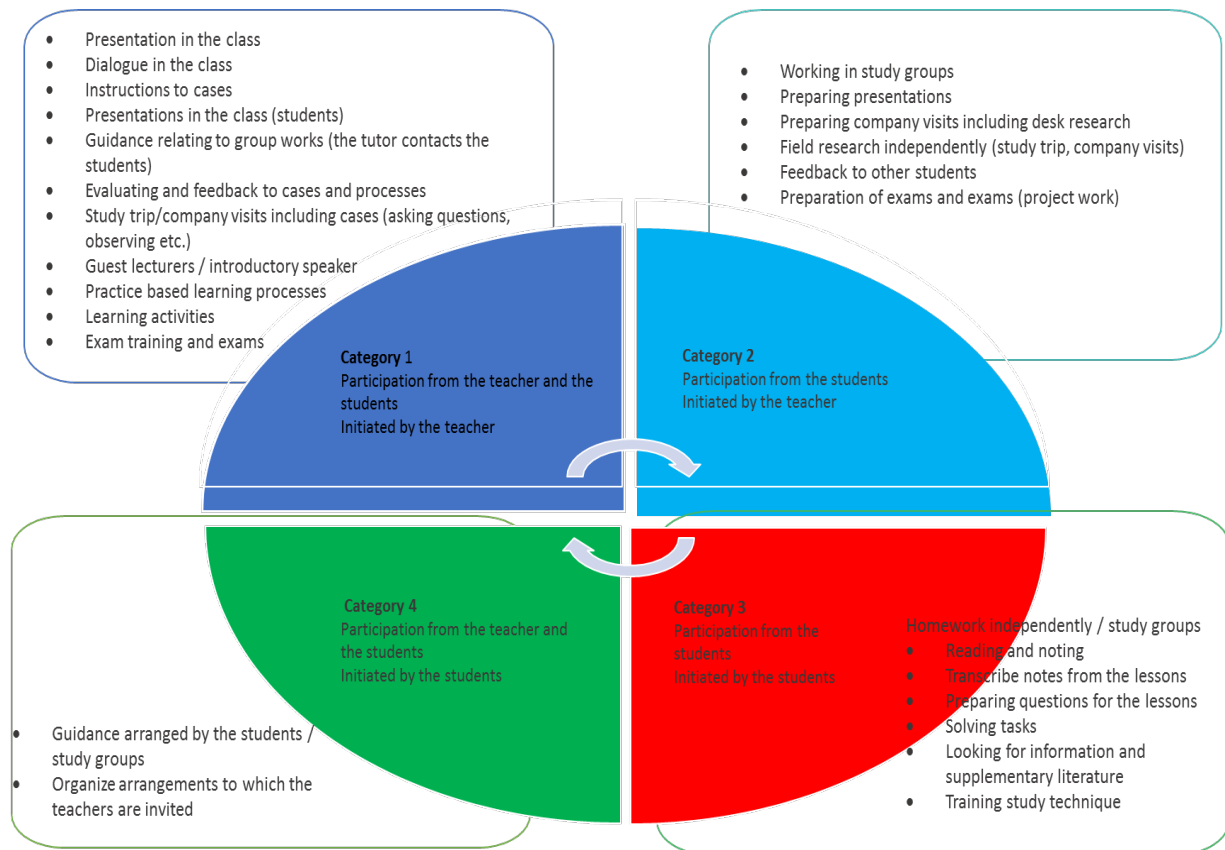 • Presentation in the class
• Dialogue in the class
• Instructions to cases
• Presentations in the class (students)
• Guidance relating to group works (the tutor contacts the
students)
• Evaluating and feedback to cases and processes
• Study trip/company visits including cases (asking questions,
observing etc.)
• Guest lecturers / introductory speaker
• Practice based learning processes
• Learning activities
• Exam training and exams
• Working in study groups
• Preparing presentations
• Preparing company visits including desk research
• Field research independently (study trip, company visits)
• Feedback to other students
• Preparation of exams and exams (project work)
Category 1
Participation from the teacher and the
students
Initiated by the teacher
Category 2
Participation from the students
Initiated by the teacher
Category 4
Participation from the teacher and
the students
Initiated by the students
Category 3
Participation from the
students
Initiated by the students
Homework independently / study groups
• Reading and noting
• Transcribe notes from the lessons
• Preparing questions for the lessons
• Solving tasks
• Looking for information and
supplementary literature
• Training study technique
• Guidance arranged by the students /
study groups
• Organize arrangements to which the
teachers are invited